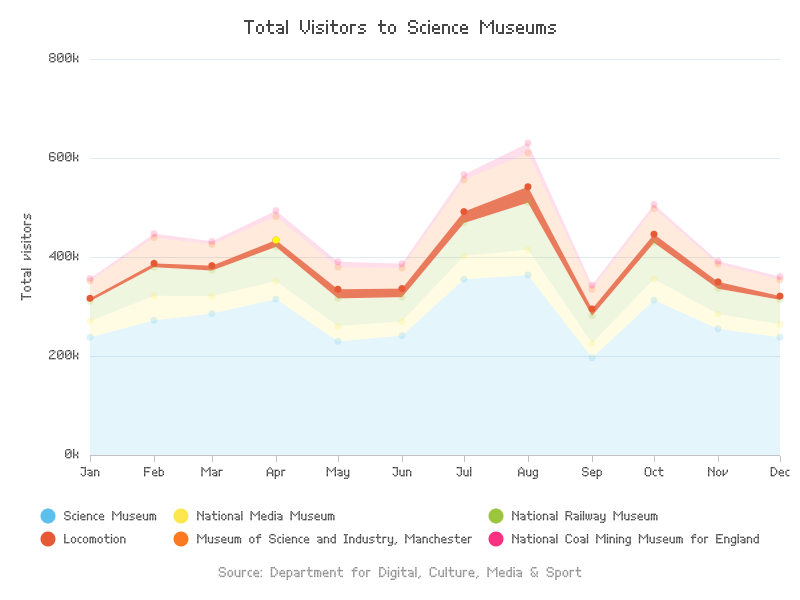 Total Visitors to Science Museums
800k
600k
400k
200k
0k
Total visitors
Jan Feb Mar Apr May Jun Jul Aug Sep Oct Nov Dec
Science Museum National Media Museum National Railway Museum
Locomotion Museum of Science and Industry, Manchester National Coal Mining Museum for England
Source: Department for Digital, Culture, Media & Sport